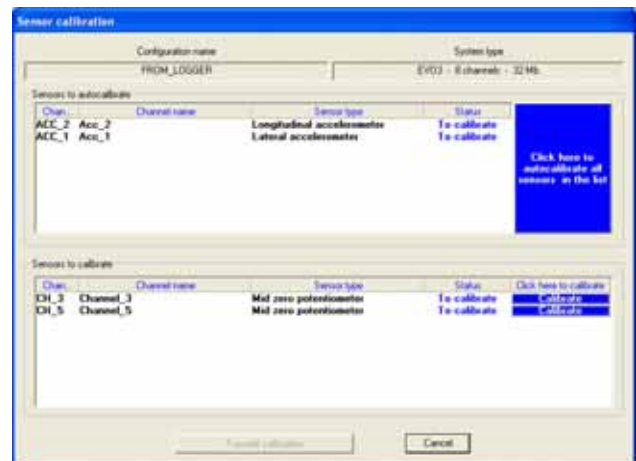 Sensor calibration
Configuration name System type
FROM_LOGGER EVO3 - 8 channels - 32 Mb
Sensors to autocalibrate
Chan. Channel name Sensor type Status
ACC_2 Acc_2 Longitudinal accelerometer To calibrate
ACC_1 Acc_1 Lateral accelerometer To calibrate
Click here to
autocalibrate all
sensors in the list
Sensors to calibrate
Chan. Channel name Sensor type Status Click here to calibrate
CH_3 Channel_3 Mid zero potentiometer To calibrate Calibrate
CH_5 Channel_5 Mid zero potentiometer To calibrate Calibrate
Transmit calibration Cancel